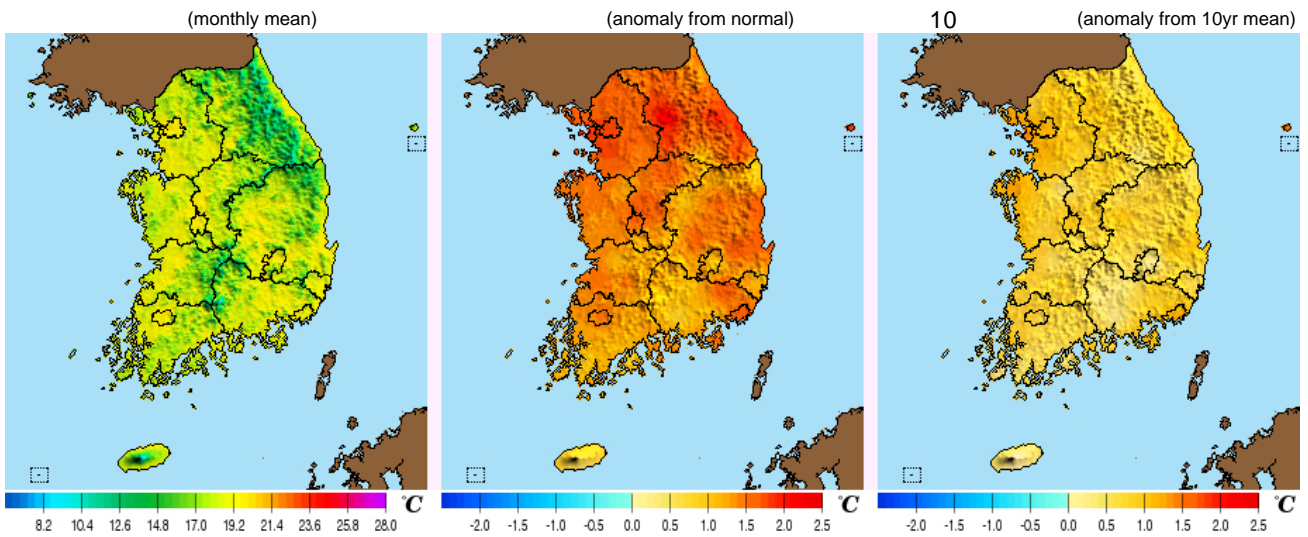 (monthly mean)
(anomaly from normal)
10 (anomaly from 10yr mean)
8.2 10.4 12.6 14.8 17.0 19.2 21.4 23.6 25.8 28.0 °C
-2.0 -1.5 -1.0 -0.5 0.0 0.5 1.0 1.5 2.0 2.5 °C
-2.0 -1.5 -1.0 -0.5 0.0 0.5 1.0 1.5 2.0 2.5 °C